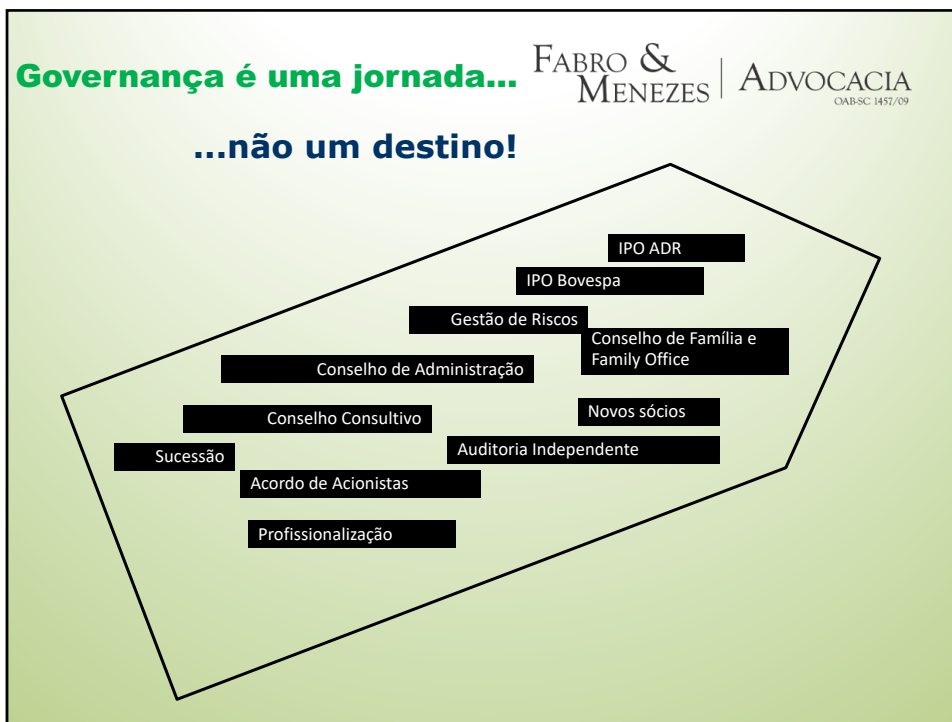 Governança é uma jornada...
FABRO &
MENEZES
ADVOCACIA
OAB-SC 1457/09
...não um destino!
IPO ADR
IPO Bovespa
Gestão de Riscos
Conselho de Família e
Family Office
Conselho de Administração
Novos sócios
Conselho Consultivo
Auditoria Independente
Sucessão
Acordo de Acionistas
Profissionalização